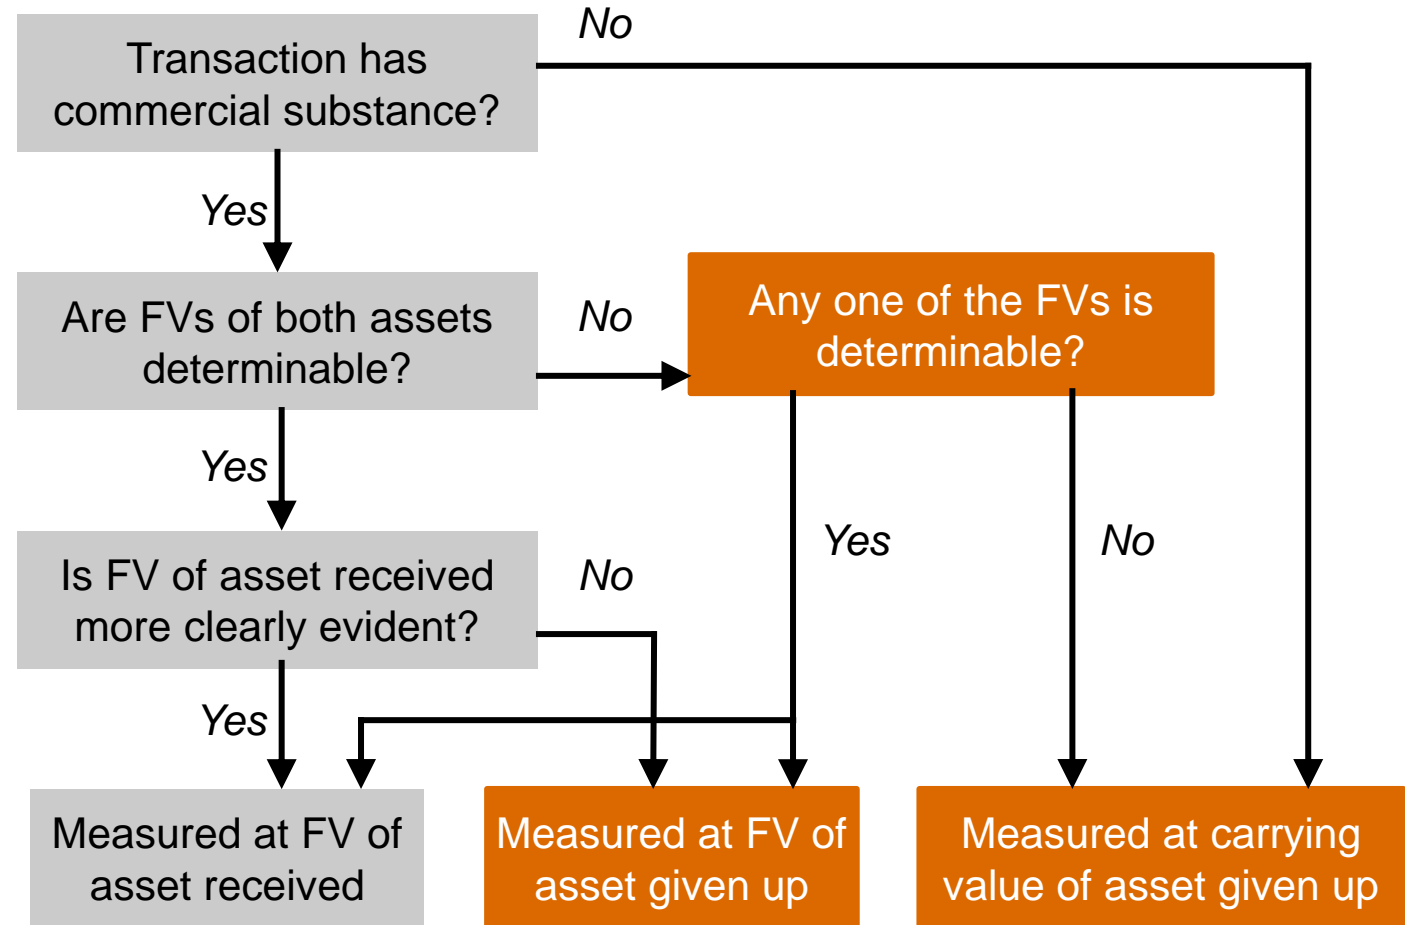 No
Transaction has
commercial substance?
Yes
Are FVs of both assets
determinable?
No
Any one of the FVs is
determinable?
Yes
Is FV of asset received
more clearly evident?
No
Yes
No
Yes
Measured at FV of
asset received
Measured at FV of
asset given up
Measured at carrying
value of asset given up